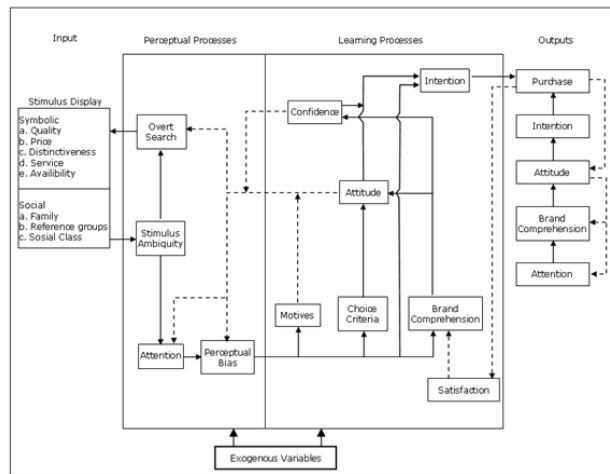 Input
Perceptual Processes
Learning Processes
Outputs
Stimulus Display
Symbolic
a. Quality
b. Price
c. Distinctiveness
d. Service
e. Availibility
Social
a. Family
b. Reference groups
c. Sosial Class
Overt
Search
Stimulus
Ambiquity
Attention
Perceptual
Bias
Intention
Confidence
Attitude
Motives
Choice
Criteria
Brand
Comprehension
Satisfaction
Purchase
Intention
Attitude
Brand
Comprehension
Attention
Exogenous Variables